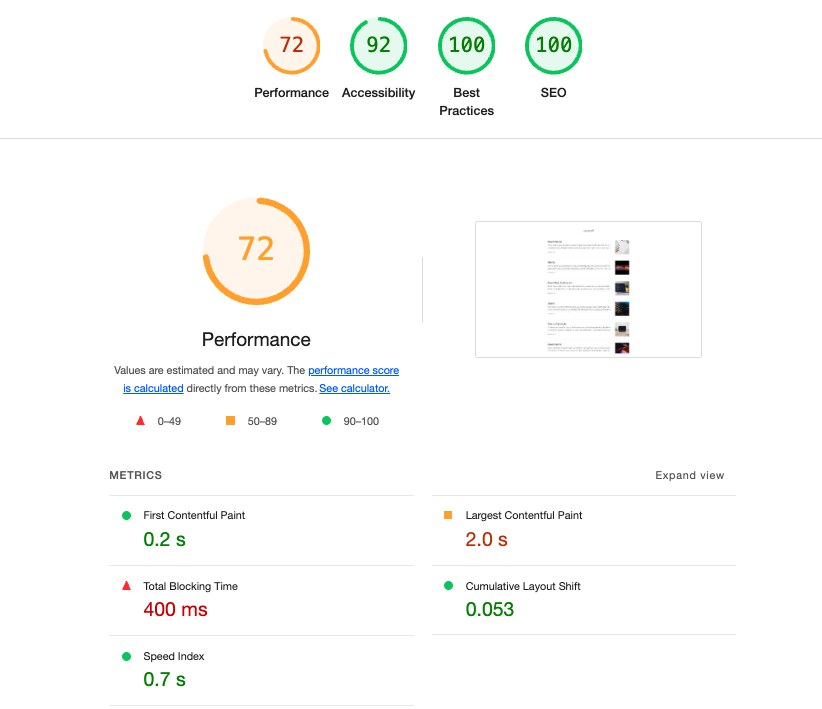 72
92
100
100
Performance
Accessibility
Best
Practices
SEO
72
Performance
Values are estimated and may vary. The performance score
is calculated directly from these metrics. See calculator.
0–49
50–89
90–100
METRICS
Expand view
First Contentful Paint
0.2 s
Largest Contentful Paint
2.0 s
Total Blocking Time
400 ms
Cumulative Layout Shift
0.053
Speed Index
0.7 s